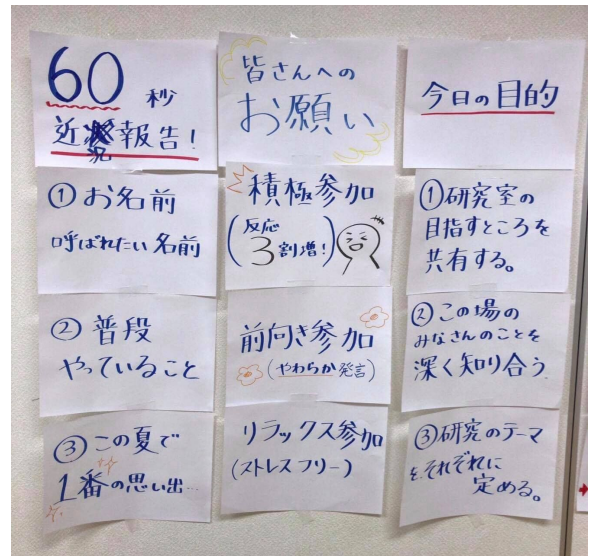 60 秒
近況報告!
① お名前
呼ばれたい名前
② 普段
やっていること
③ この夏で
1番の思い出…
皆さんへの
お願い
積極参加
(反応
3割増!)
前向き参加
(やわらか発言)
リラックス参加
(ストレスフリー)
今日の目的
①研究室の
目指すところを
共有する。
②この場の
みなさんのことを
深く知り合う
③研究のテーマ
をそれぞれに
定める。